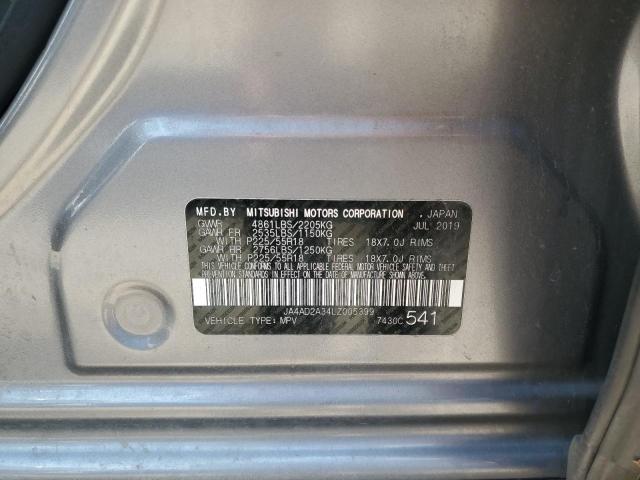 MFD.BY MITSUBISHI MOTORS CORPORATION , JAPAN
GVWR 4861LBS/2205KG JUL 2019
GAWR FR 2535LBS/1150KG
WITH P225/55R18 TIRES 18X7.0J RIMS
GAWR RR 2756LBS/1250KG
WITH P225/55R18 TIRES 18X7.0J RIMS
THIS VEHICLE CONFORMS TO ALL APPLICABLE FEDERAL MOTOR VEHICLE SAFETY, BUMPER AND THEFT
PREVENTION STANDARDS IN EFFECT ON THE DATE OF MANUFACTURE SHOWN ABOVE.
JA4AD2A34LZ005399
VEHICLE TYPE: MPV 7430C 541